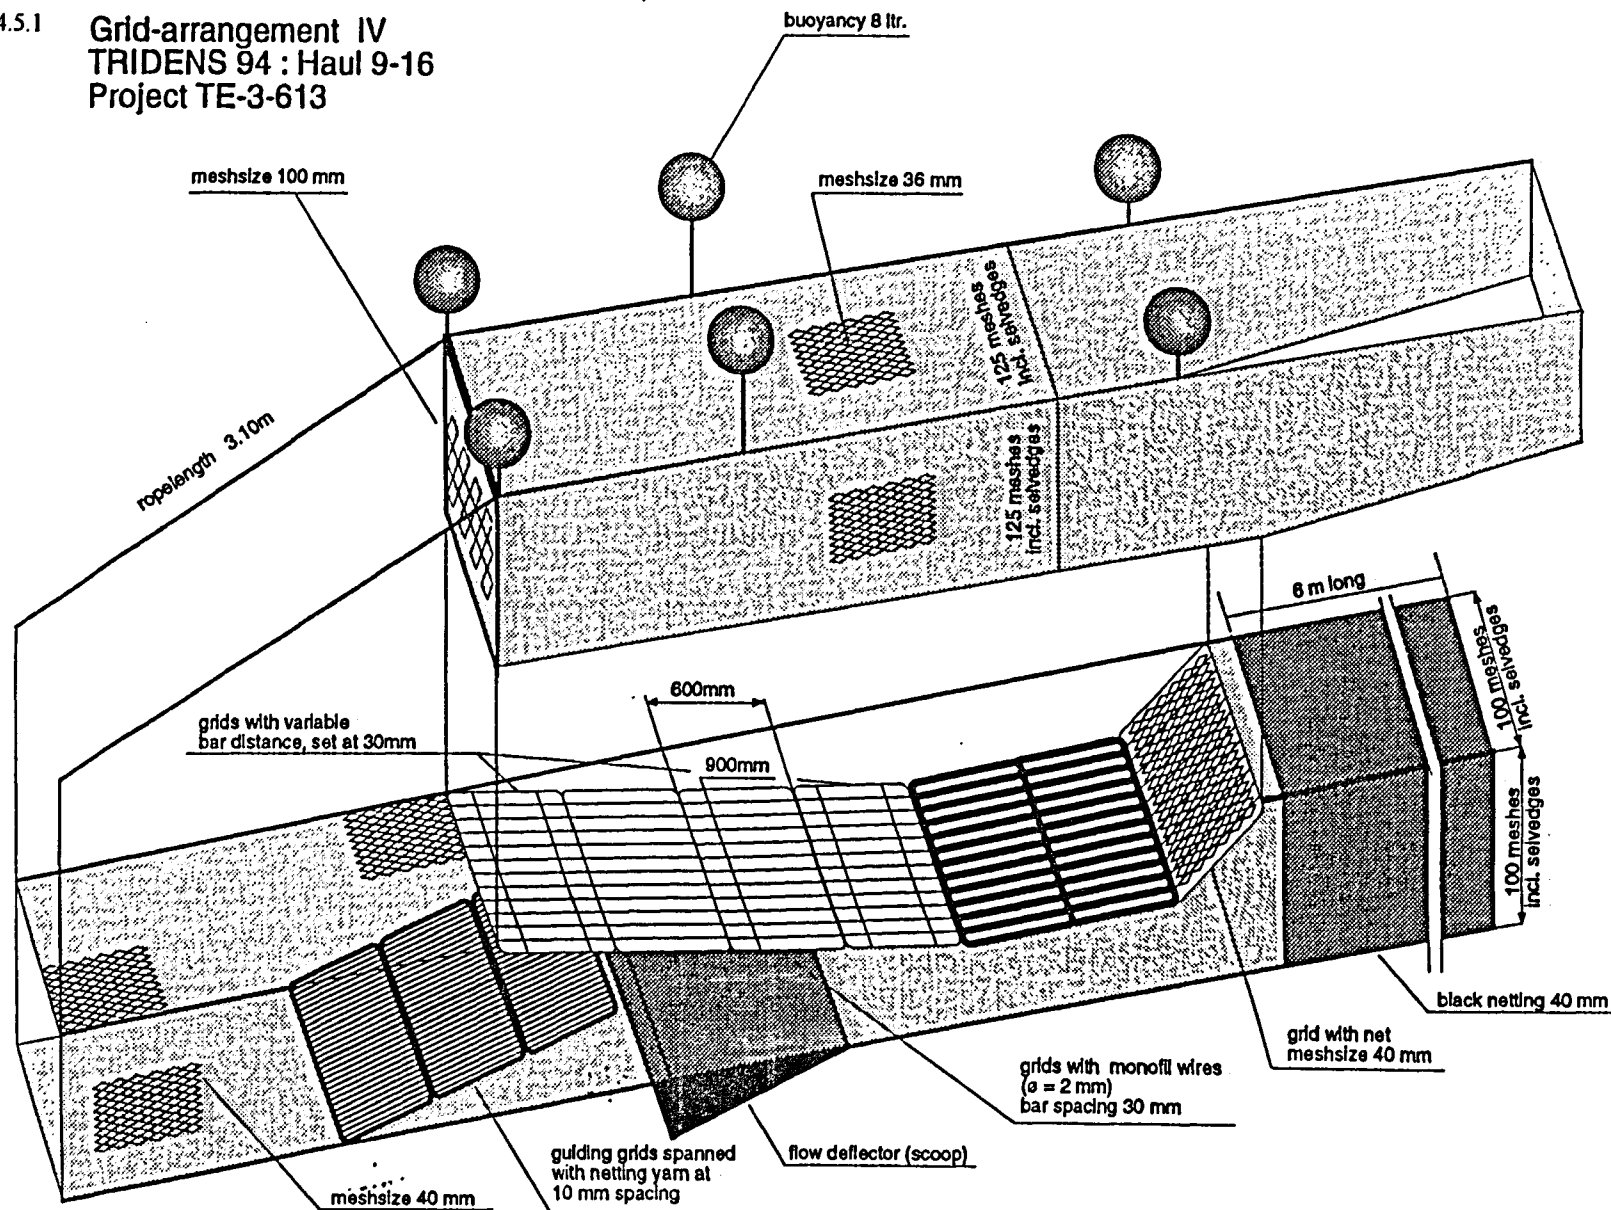 4.5.1
Grid-arrangement IV
TRIDENS 94 : Haul 9-16
Project TE-3-613
buoyancy 8 ltr.
meshsize 100 mm
meshsize 36 mm
125 meshes
incl. selvedges
ropelength 3.10m
125 meshes
incl. selvedges
6 m long
100 meshes
incl. selvedges
600mm
grids with variable
bar distance, set at 30mm
900mm
100 meshes
incl. selvedges
black netting 40 mm
grid with net
meshsize 40 mm
grids with monofil wires
(ø = 2 mm)
bar spacing 30 mm
guiding grids spanned
with netting yarn at
10 mm spacing
flow deflector (scoop)
meshsize 40 mm